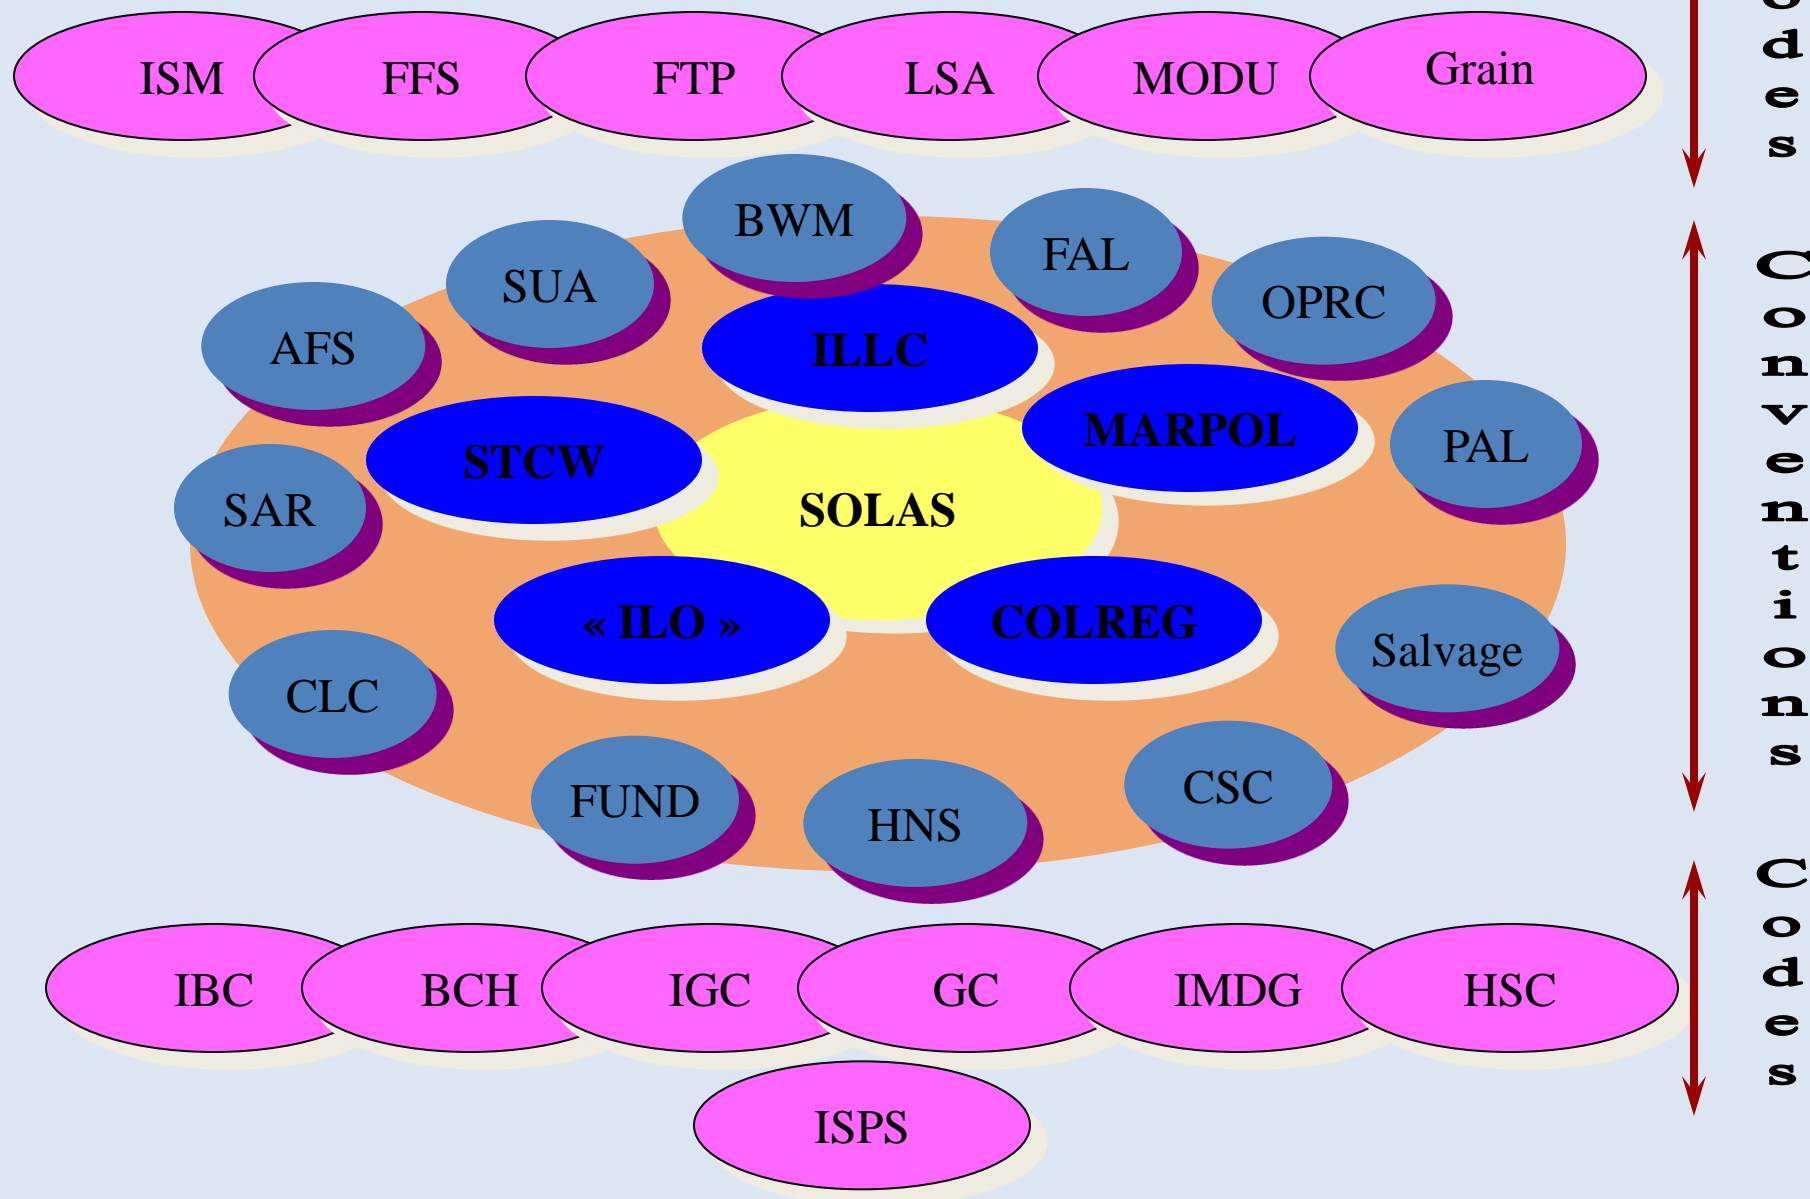 ISM
FFS
FTP
LSA
MODU
Grain
odes
BWM
FAL
SUA
OPRC
AFS
ILLC
MARPOL
STCW
PAL
SAR
SOLAS
« ILO »
COLREG
Salvage
CLC
FUND
HNS
CSC
Conventions
IBC
BCH
IGC
GC
IMDG
HSC
ISPS
Codes